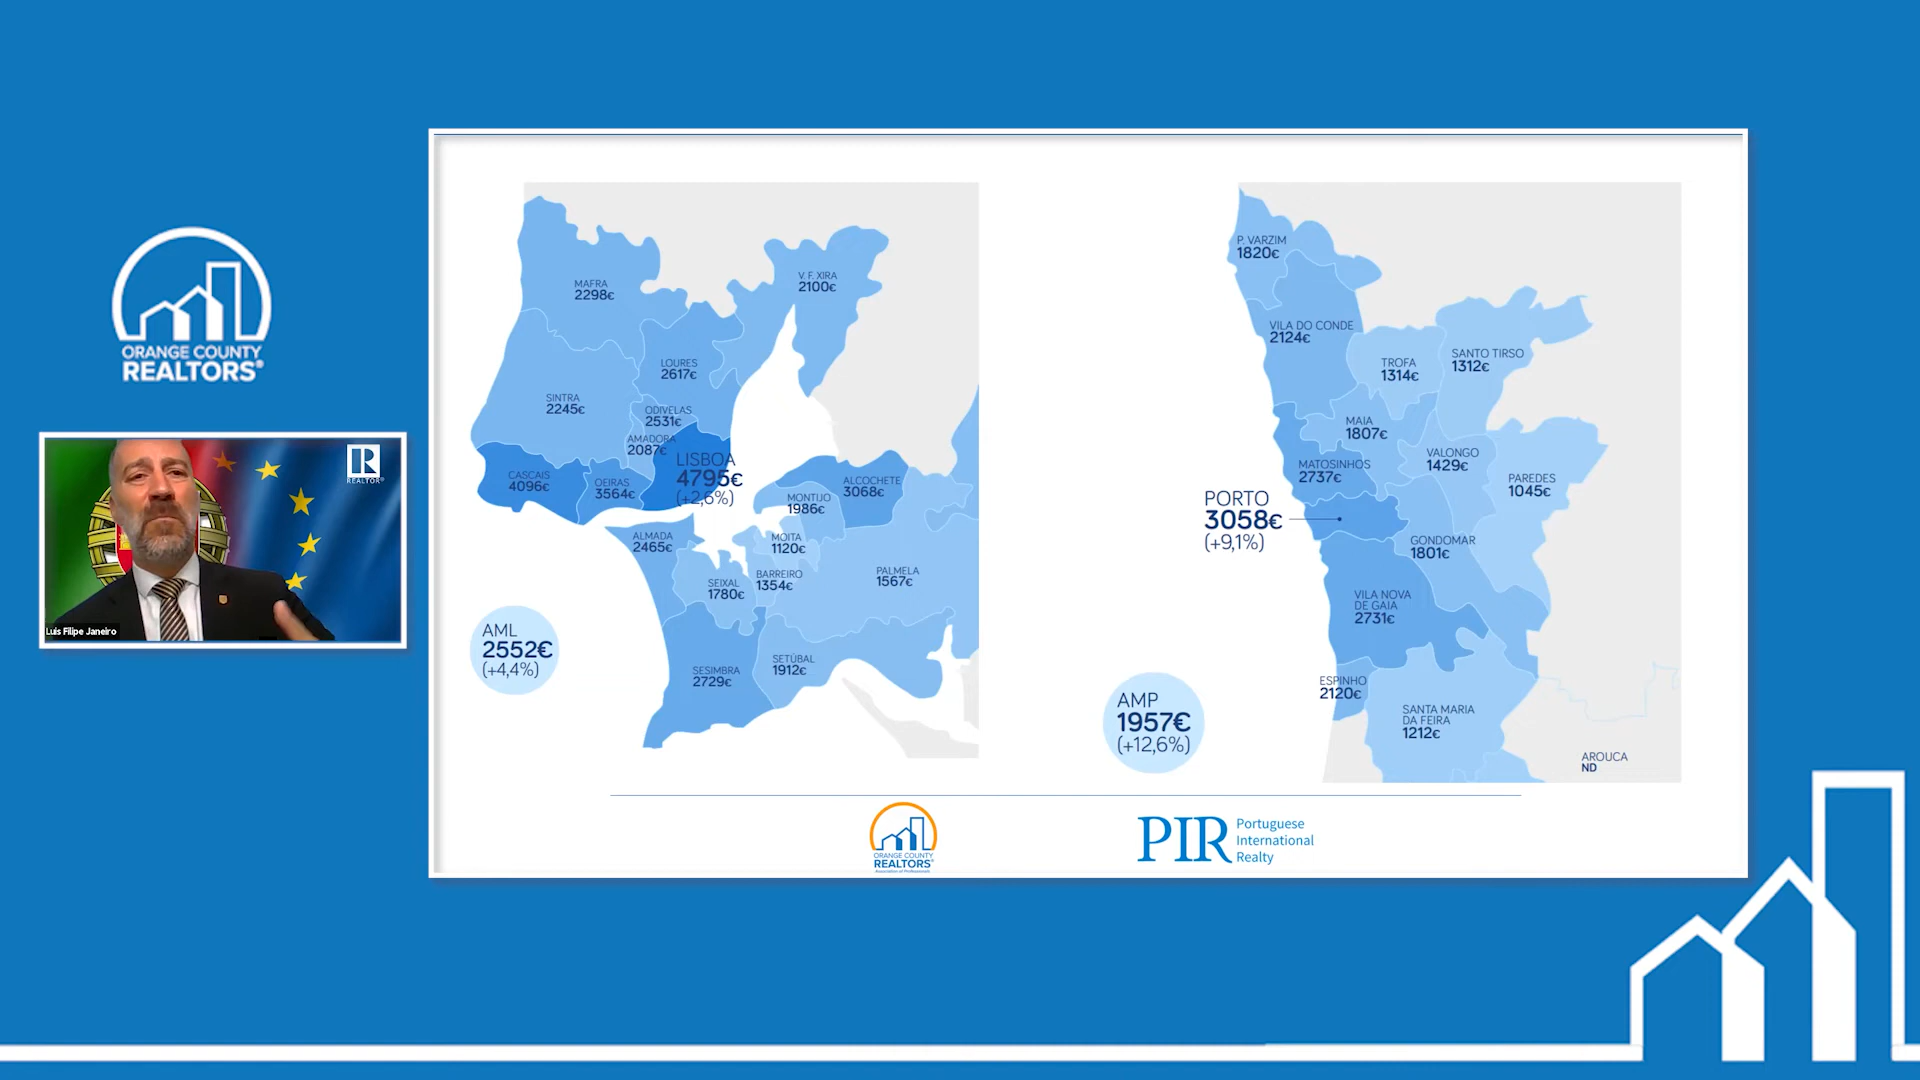 ORANGE COUNTY
REALTORS®
REALTOR®
Luis Filipe Janeiro
MAFRA
2298€
V. F. XIRA
2100€
LOURES
2617€
SINTRA
2245€
ODIVELAS
2531€
AMADORA
2087€
LISBOA
4795€
(+2,6%)
CASCAIS
4096€
OEIRAS
3564€
ALCOCHETE
3068€
MONTIJO
1986€
ALMADA
2465€
MOITA
1120€
BARREIRO
1354€
SEIXAL
1780€
PALMELA
1567€
AML
2552€
(+4,4%)
SESIMBRA
2729€
SETÚBAL
1912€
P. VARZIM
1820€
VILA DO CONDE
2124€
TROFA
1314€
SANTO TIRSO
1312€
MAIA
1807€
MATOSINHOS
2737€
VALONGO
1429€
PAREDES
1045€
PORTO
3058€
(+9,1%)
GONDOMAR
1801€
VILA NOVA
DE GAIA
2731€
ESPINHO
2120€
AMP
1957€
(+12,6%)
SANTA MARIA
DA FEIRA
1212€
AROUCA
ND
ORANGE COUNTY
REALTORS®
Association of Professionals
PIR
Portuguese
International
Realty